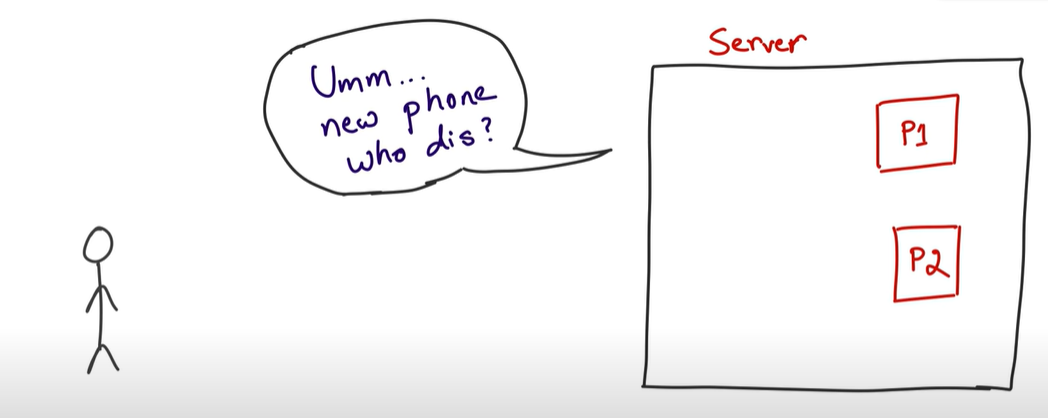 Server
Umm...
new phone
who dis?
P1
P2